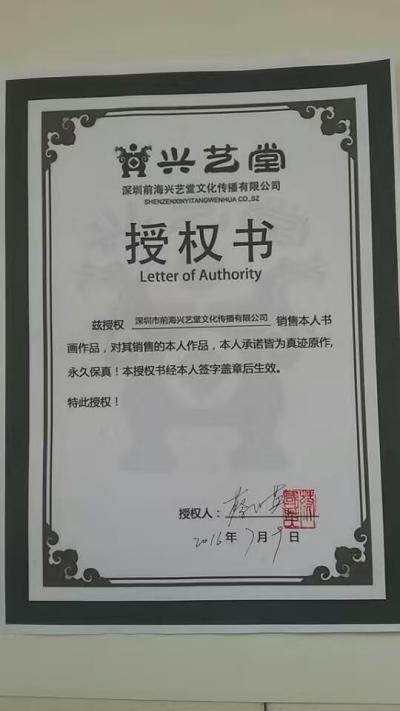 兴艺堂
深圳前海兴艺堂文化传播有限公司
SHENZENXINYITANGWENHUA CO.,SZ
授权书
Letter of Authority
兹授权 深圳市前海兴艺堂文化传播有限公司 销售本人书
画作品，对其销售的本人作品，本人承诺皆为真迹原作，
永久保真！本授权书经本人签字盖章后生效。
特此授权！
授权人：
2016年7月9日